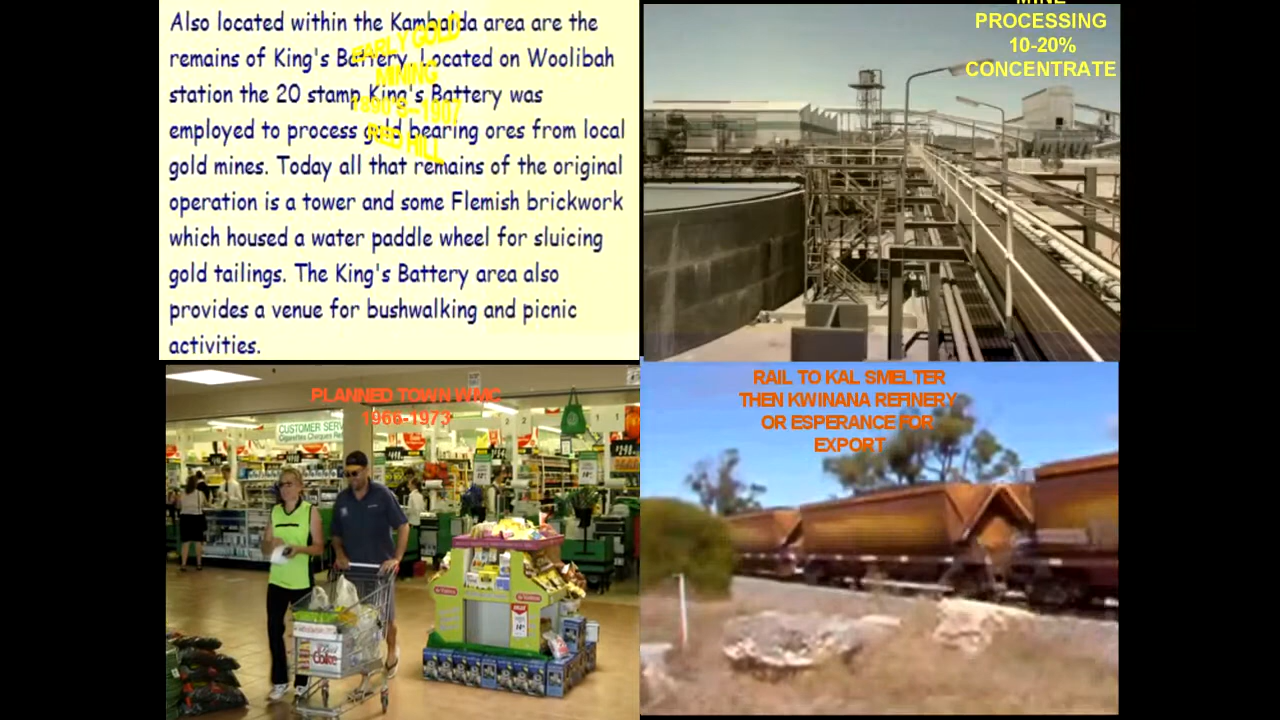 Also located within the Kambalda area are the
remains of King's Battery. Located on Woolibah
station the 20 stamp King's Battery was
employed to process gold bearing ores from local
gold mines. Today all that remains of the original
operation is a tower and some Flemish brickwork
which housed a water paddle wheel for sluicing
gold tailings. The King's Battery area also
provides a venue for bushwalking and picnic
activities.
EARLY GOLD
MINING
1890'S-1907
RED HILL
MINE
PROCESSING
10-20%
CONCENTRATE
PLANNED TOWN WMC
1966-1973
CUSTOMER SERV
Cigarettes Cheques
coke
RAIL TO KAL SMELTER
THEN KWINANA REFINERY
OR ESPERANCE FOR
EXPORT